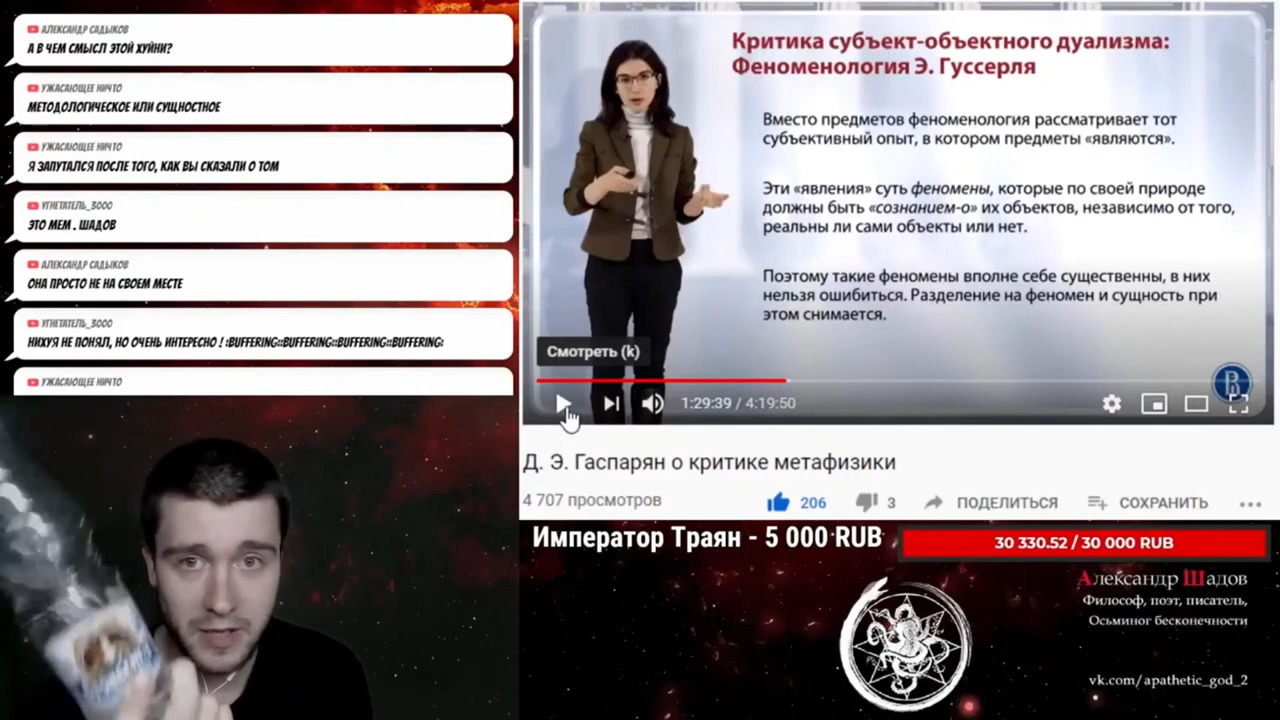 АЛЕКСАНДР САДЫКОВ
А В ЧЕМ СМЫСЛ ЭТОЙ ХУЙНИ?
УЖАСАЮЩЕЕ НИЧТО
МЕТОДОЛОГИЧЕСКОЕ ИЛИ СУЩНОСТНОЕ
УЖАСАЮЩЕЕ НИЧТО
Я ЗАПУТАЛСЯ ПОСЛЕ ТОГО, КАК ВЫ СКАЗАЛИ О ТОМ
УГНЕТАТЕЛЬ_3000
ЭТО МЕМ . ШАДОВ
АЛЕКСАНДР САДЫКОВ
ОНА ПРОСТО НЕ НА СВОЕМ МЕСТЕ
УГНЕТАТЕЛЬ_3000
НИХУЯ НЕ ПОНЯЛ, НО ОЧЕНЬ ИНТЕРЕСНО ! :BUFFERING::BUFFERING::BUFFERING::BUFFERING:
УЖАСАЮЩЕЕ НИЧТО
Критика субъект-объектного дуализма:
Феноменология Э. Гуссерля
Вместо предметов феноменология рассматривает тот
субъективный опыт, в котором предметы «являются».
Эти «явления» суть феномены, которые по своей природе
должны быть «сознанием-о» их объектов, независимо от того,
реальны ли сами объекты или нет.
Поэтому такие феномены вполне себе существенны, в них
нельзя ошибиться. Разделение на феномен и сущность при
этом снимается.
Смотреть (k)
1:29:39 / 4:19:50
Д. Э. Гаспарян о критике метафизики
4 707 просмотров
206
3
ПОДЕЛИТЬСЯ
СОХРАНИТЬ
Император Траян - 5 000 RUB
30 330.52 / 30 000 RUB
Александр Шадов
Философ, поэт, писатель,
Осьминог бесконечности
vk.com/apathetic_god_2